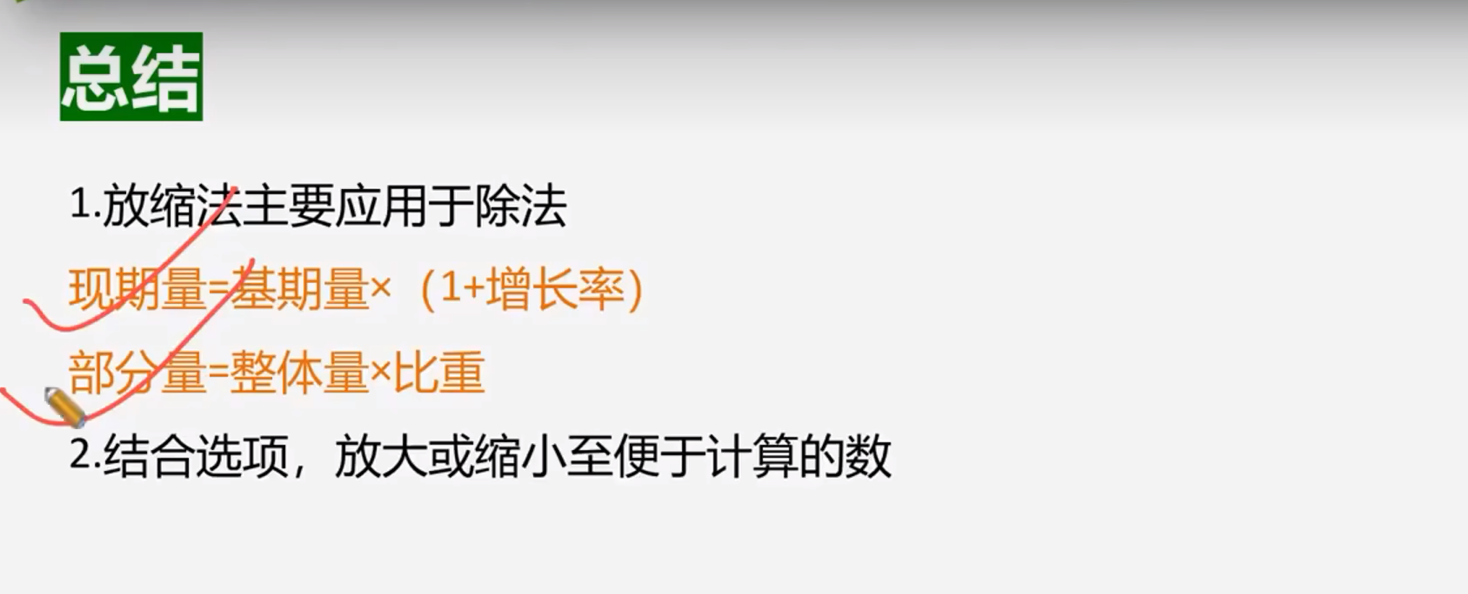 总结
1.放缩法主要应用于除法
现期量=基期量×（1+增长率）
部分量=整体量×比重
2.结合选项，放大或缩小至便于计算的数